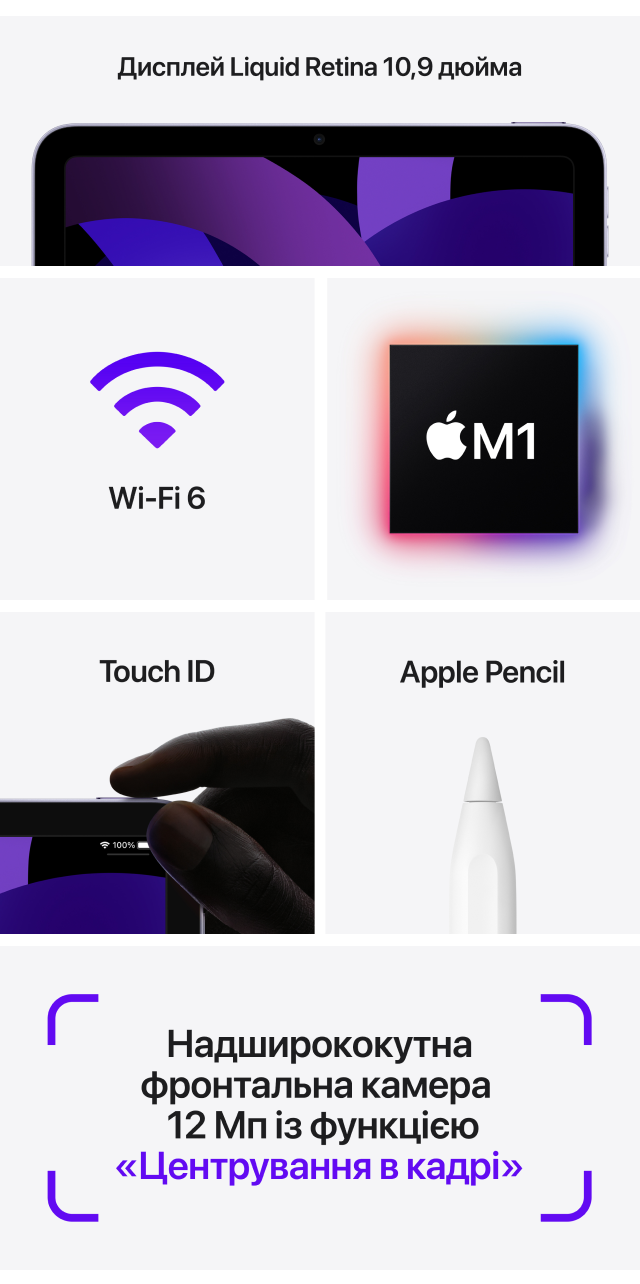 Дисплей Liquid Retina 10,9 дюйма
Wi-Fi 6
M1
Touch ID
Apple Pencil
100%
Надширококутна
фронтальна камера
12 Мп із функцією
«Центрування в кадрі»